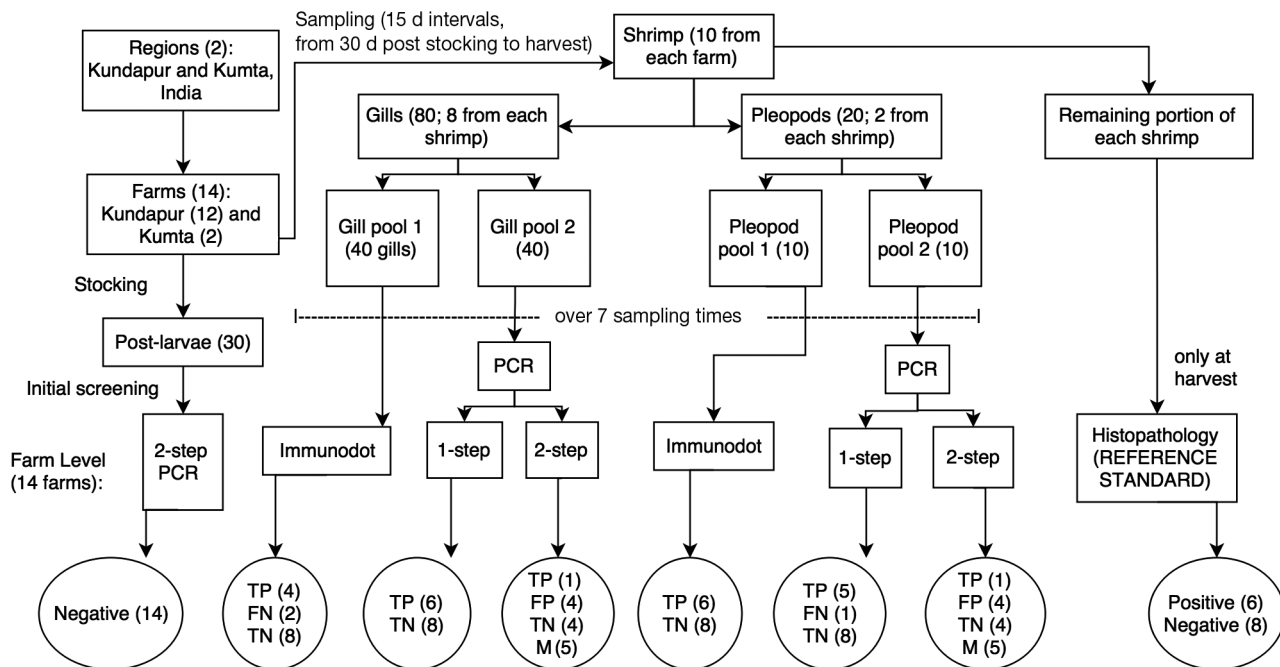 Regions (2):
Kundapur and Kumta,
India
Sampling (15 d intervals,
from 30 d post stocking to harvest)
Shrimp (10 from
each farm)
Gills (80; 8 from each
shrimp)
Pleopods (20; 2 from
each shrimp)
Remaining portion of
each shrimp
Farms (14):
Kundapur (12) and
Kumta (2)
Gill pool 1
(40 gills)
Gill pool 2
(40)
Pleopod
pool 1 (10)
Pleopod
pool 2 (10)
Stocking
over 7 sampling times
Post-larvae (30)
PCR
PCR
only at
harvest
Initial screening
Farm Level
(14 farms):
2-step
PCR
Immunodot
1-step
2-step
Immunodot
1-step
2-step
Histopathology
(REFERENCE
STANDARD)
Negative (14)
TP (4)
FN (2)
TN (8)
TP (6)
TN (8)
TP (1)
FP (4)
TN (4)
M (5)
TP (6)
TN (8)
TP (5)
FN (1)
TN (8)
TP (1)
FP (4)
TN (4)
M (5)
Positive (6)
Negative (8)